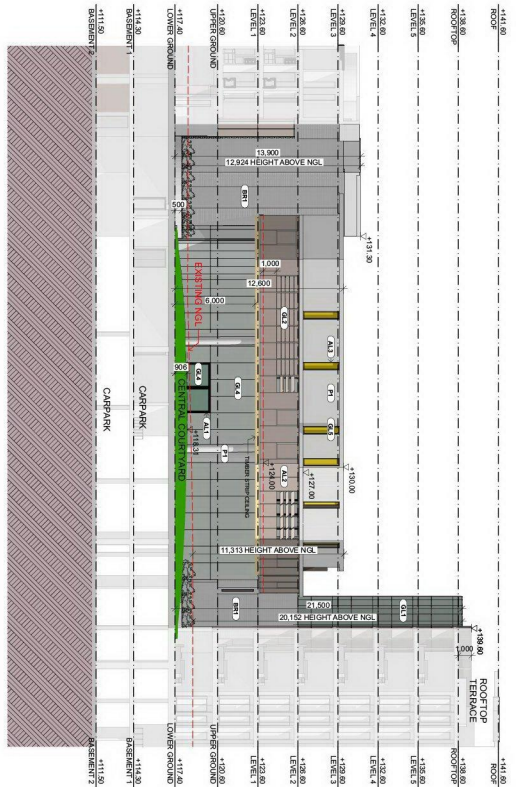 +141.60
ROOF
+138.60
ROOFTOP
+135.60
LEVEL 5
+132.60
LEVEL 4
+129.60
LEVEL 3
+126.60
LEVEL 2
+123.60
LEVEL 1
+120.60
UPPER GROUND
+117.40
LOWER GROUND
+114.30
BASEMENT 1
+111.50
BASEMENT 2
ROOFTOP
TERRACE
1,000
+139.60
GL1
21,500
20,152 HEIGHT ABOVE NGL
+131.30
+130.00
AL3
P1
GL5
+127.00
13,900
12,924 HEIGHT ABOVE NGL
12,600
11,313 HEIGHT ABOVE NGL
GL2
AL2
+124.00
1,000
TIMBER STRIP CEILING
BR1
6,000
GL4
P1
BR1
AL1
GL4
EXISTING NGL
+116.31
500
906
CENTRAL COURTYARD
CARPARK
CARPARK
+141.60
ROOF
+138.60
ROOFTOP
+135.60
LEVEL 5
+132.60
LEVEL 4
+129.60
LEVEL 3
+126.60
LEVEL 2
+123.60
LEVEL 1
+120.60
UPPER GROUND
+117.40
LOWER GROUND
+114.30
BASEMENT 1
+111.50
BASEMENT 2